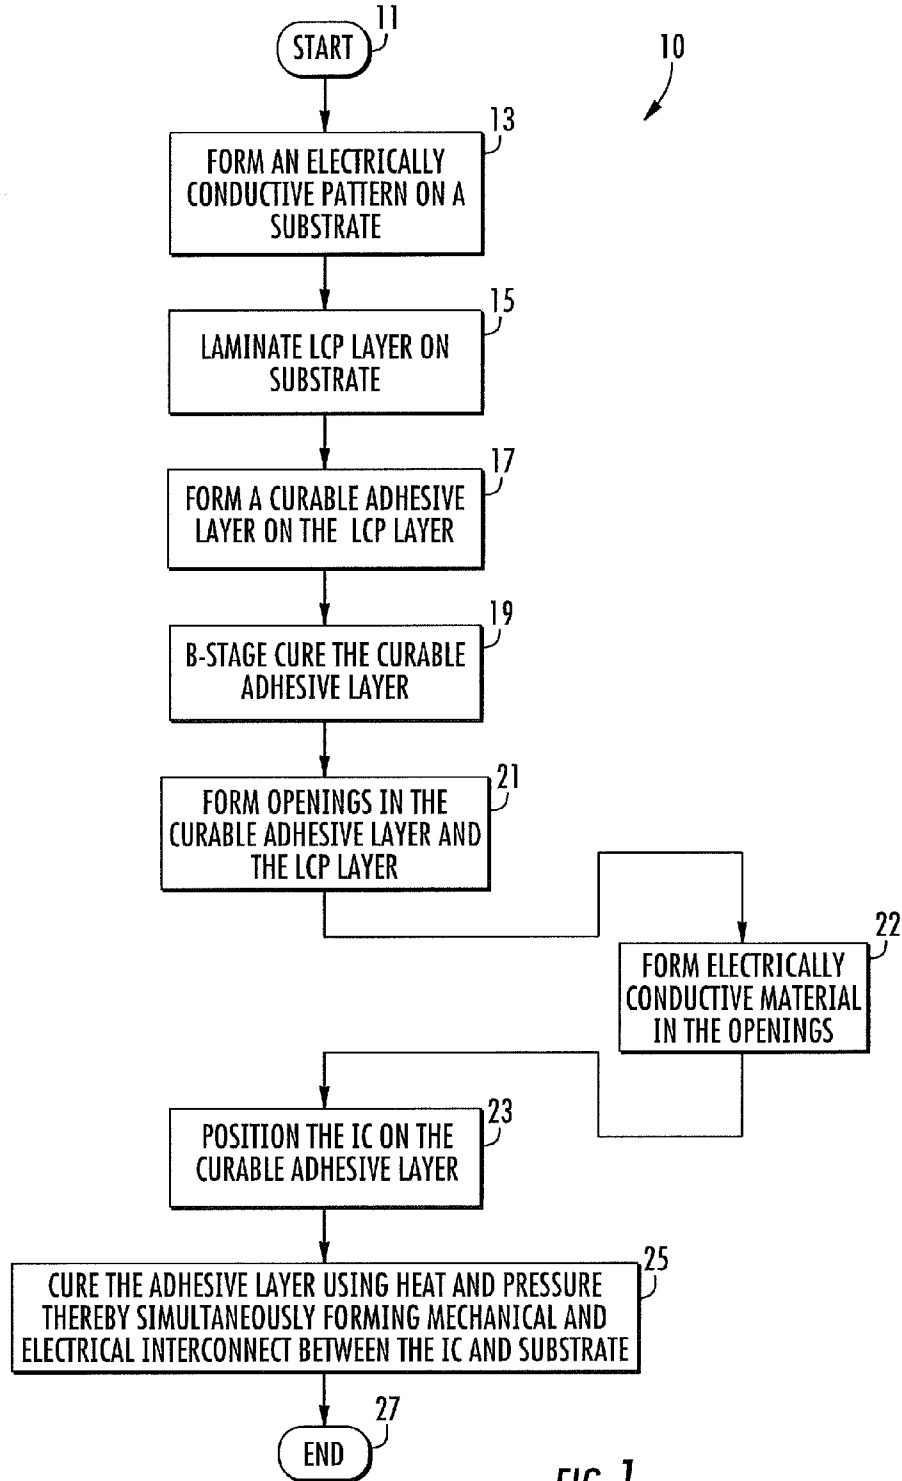 START
11
10
13
FORM AN ELECTRICALLY
CONDUCTIVE PATTERN ON A
SUBSTRATE
15
LAMINATE LCP LAYER ON
SUBSTRATE
17
FORM A CURABLE ADHESIVE
LAYER ON THE LCP LAYER
19
B-STAGE CURE THE CURABLE
ADHESIVE LAYER
21
FORM OPENINGS IN THE
CURABLE ADHESIVE LAYER AND
THE LCP LAYER
22
FORM ELECTRICALLY
CONDUCTIVE MATERIAL
IN THE OPENINGS
23
POSITION THE IC ON THE
CURABLE ADHESIVE LAYER
25
CURE THE ADHESIVE LAYER USING HEAT AND PRESSURE
THEREBY SIMULTANEOUSLY FORMING MECHANICAL AND
ELECTRICAL INTERCONNECT BETWEEN THE IC AND SUBSTRATE
27
END
FIG. 1